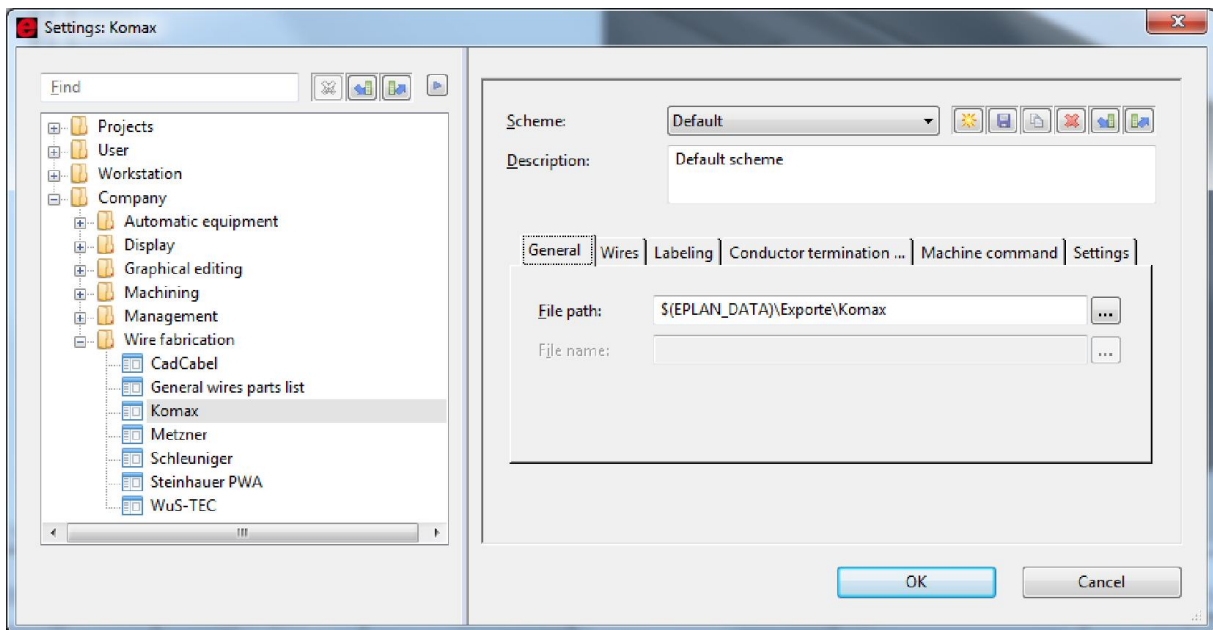 Settings: Komax
Find
Projects
User
Workstation
Company
Automatic equipment
Display
Graphical editing
Machining
Management
Wire fabrication
CadCabel
General wires parts list
Komax
Metzner
Schleuniger
Steinhauer PWA
WuS-TEC
Scheme:
Default
Description:
Default scheme
General
Wires
Labeling
Conductor termination ...
Machine command
Settings
File path:
$(EPLAN_DATA)\Exporte\Komax
...
File name:
...
OK
Cancel